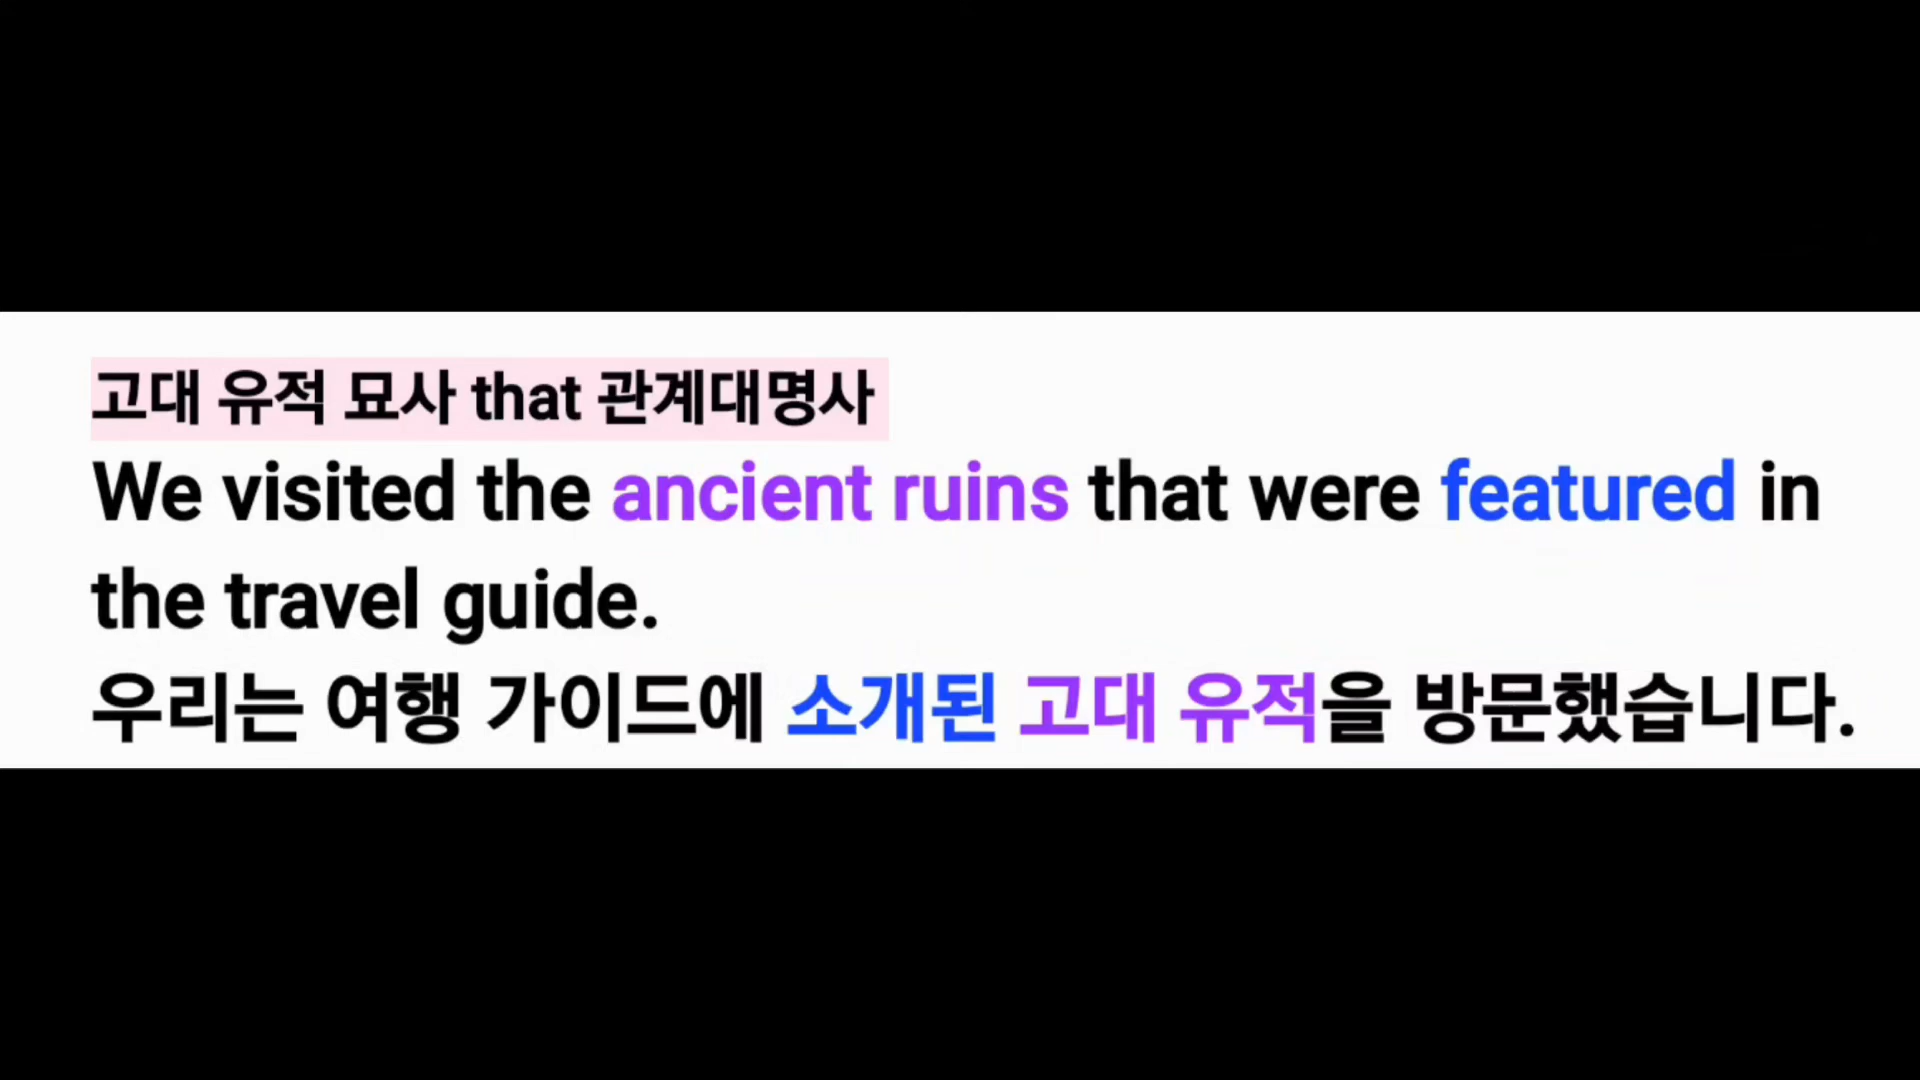 고대 유적 묘사 that 관계대명사
We visited the ancient ruins that were featured in
the travel guide.
우리는 여행 가이드에 소개된 고대 유적을 방문했습니다.